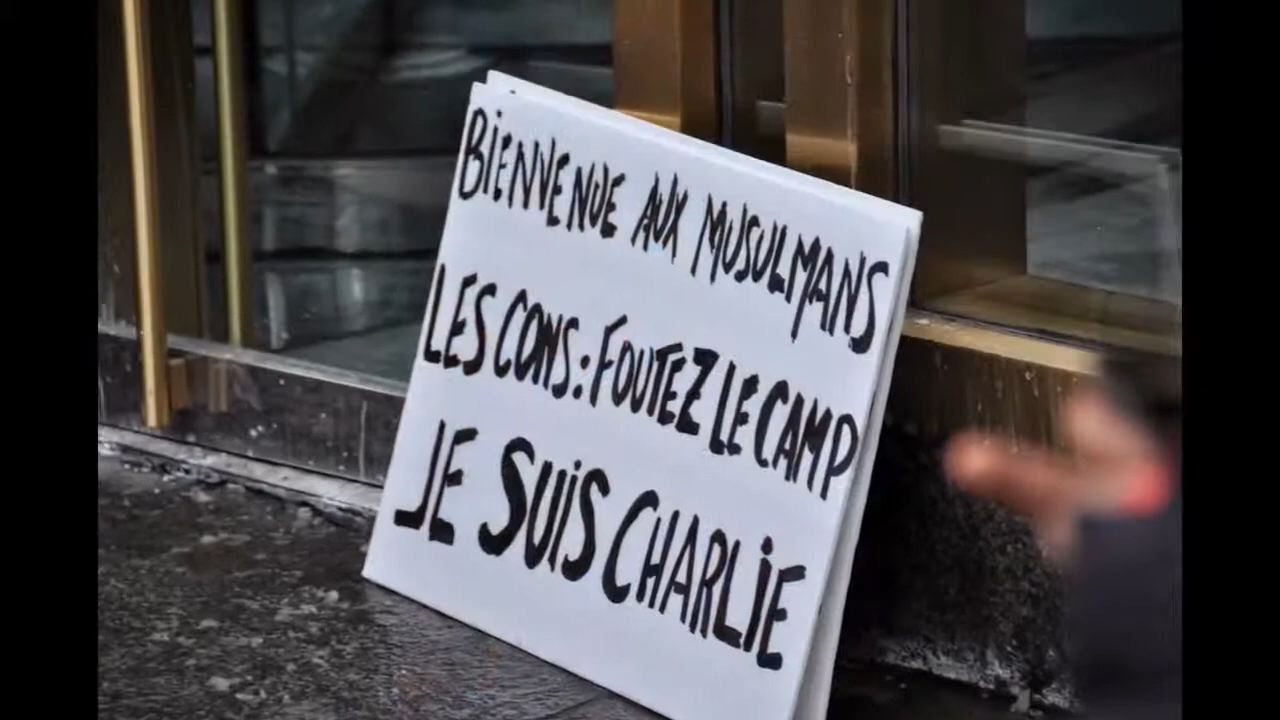 BiENVENUE AUX MUSULMANS
LES CONS: FOUTEZ LE CAMP
JE SUiS CHARLiE